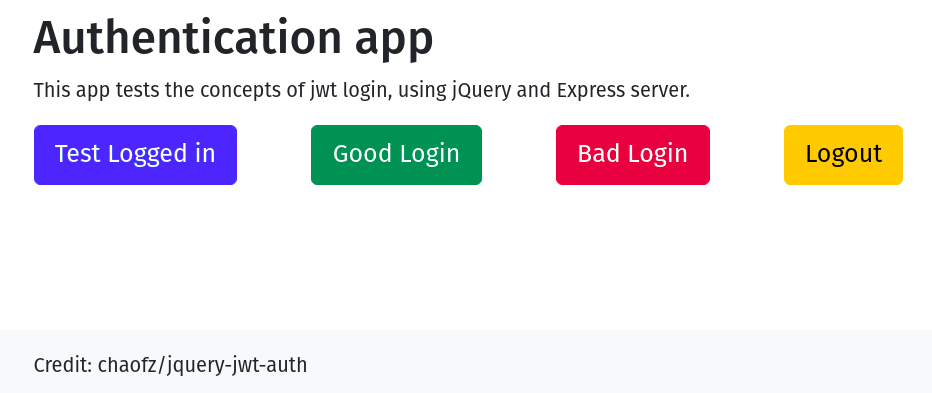 Authentication app
This app tests the concepts of jwt login, using jQuery and Express server.
Test Logged in Good Login Bad Login Logout
Credit: chaofz/jquery-jwt-auth